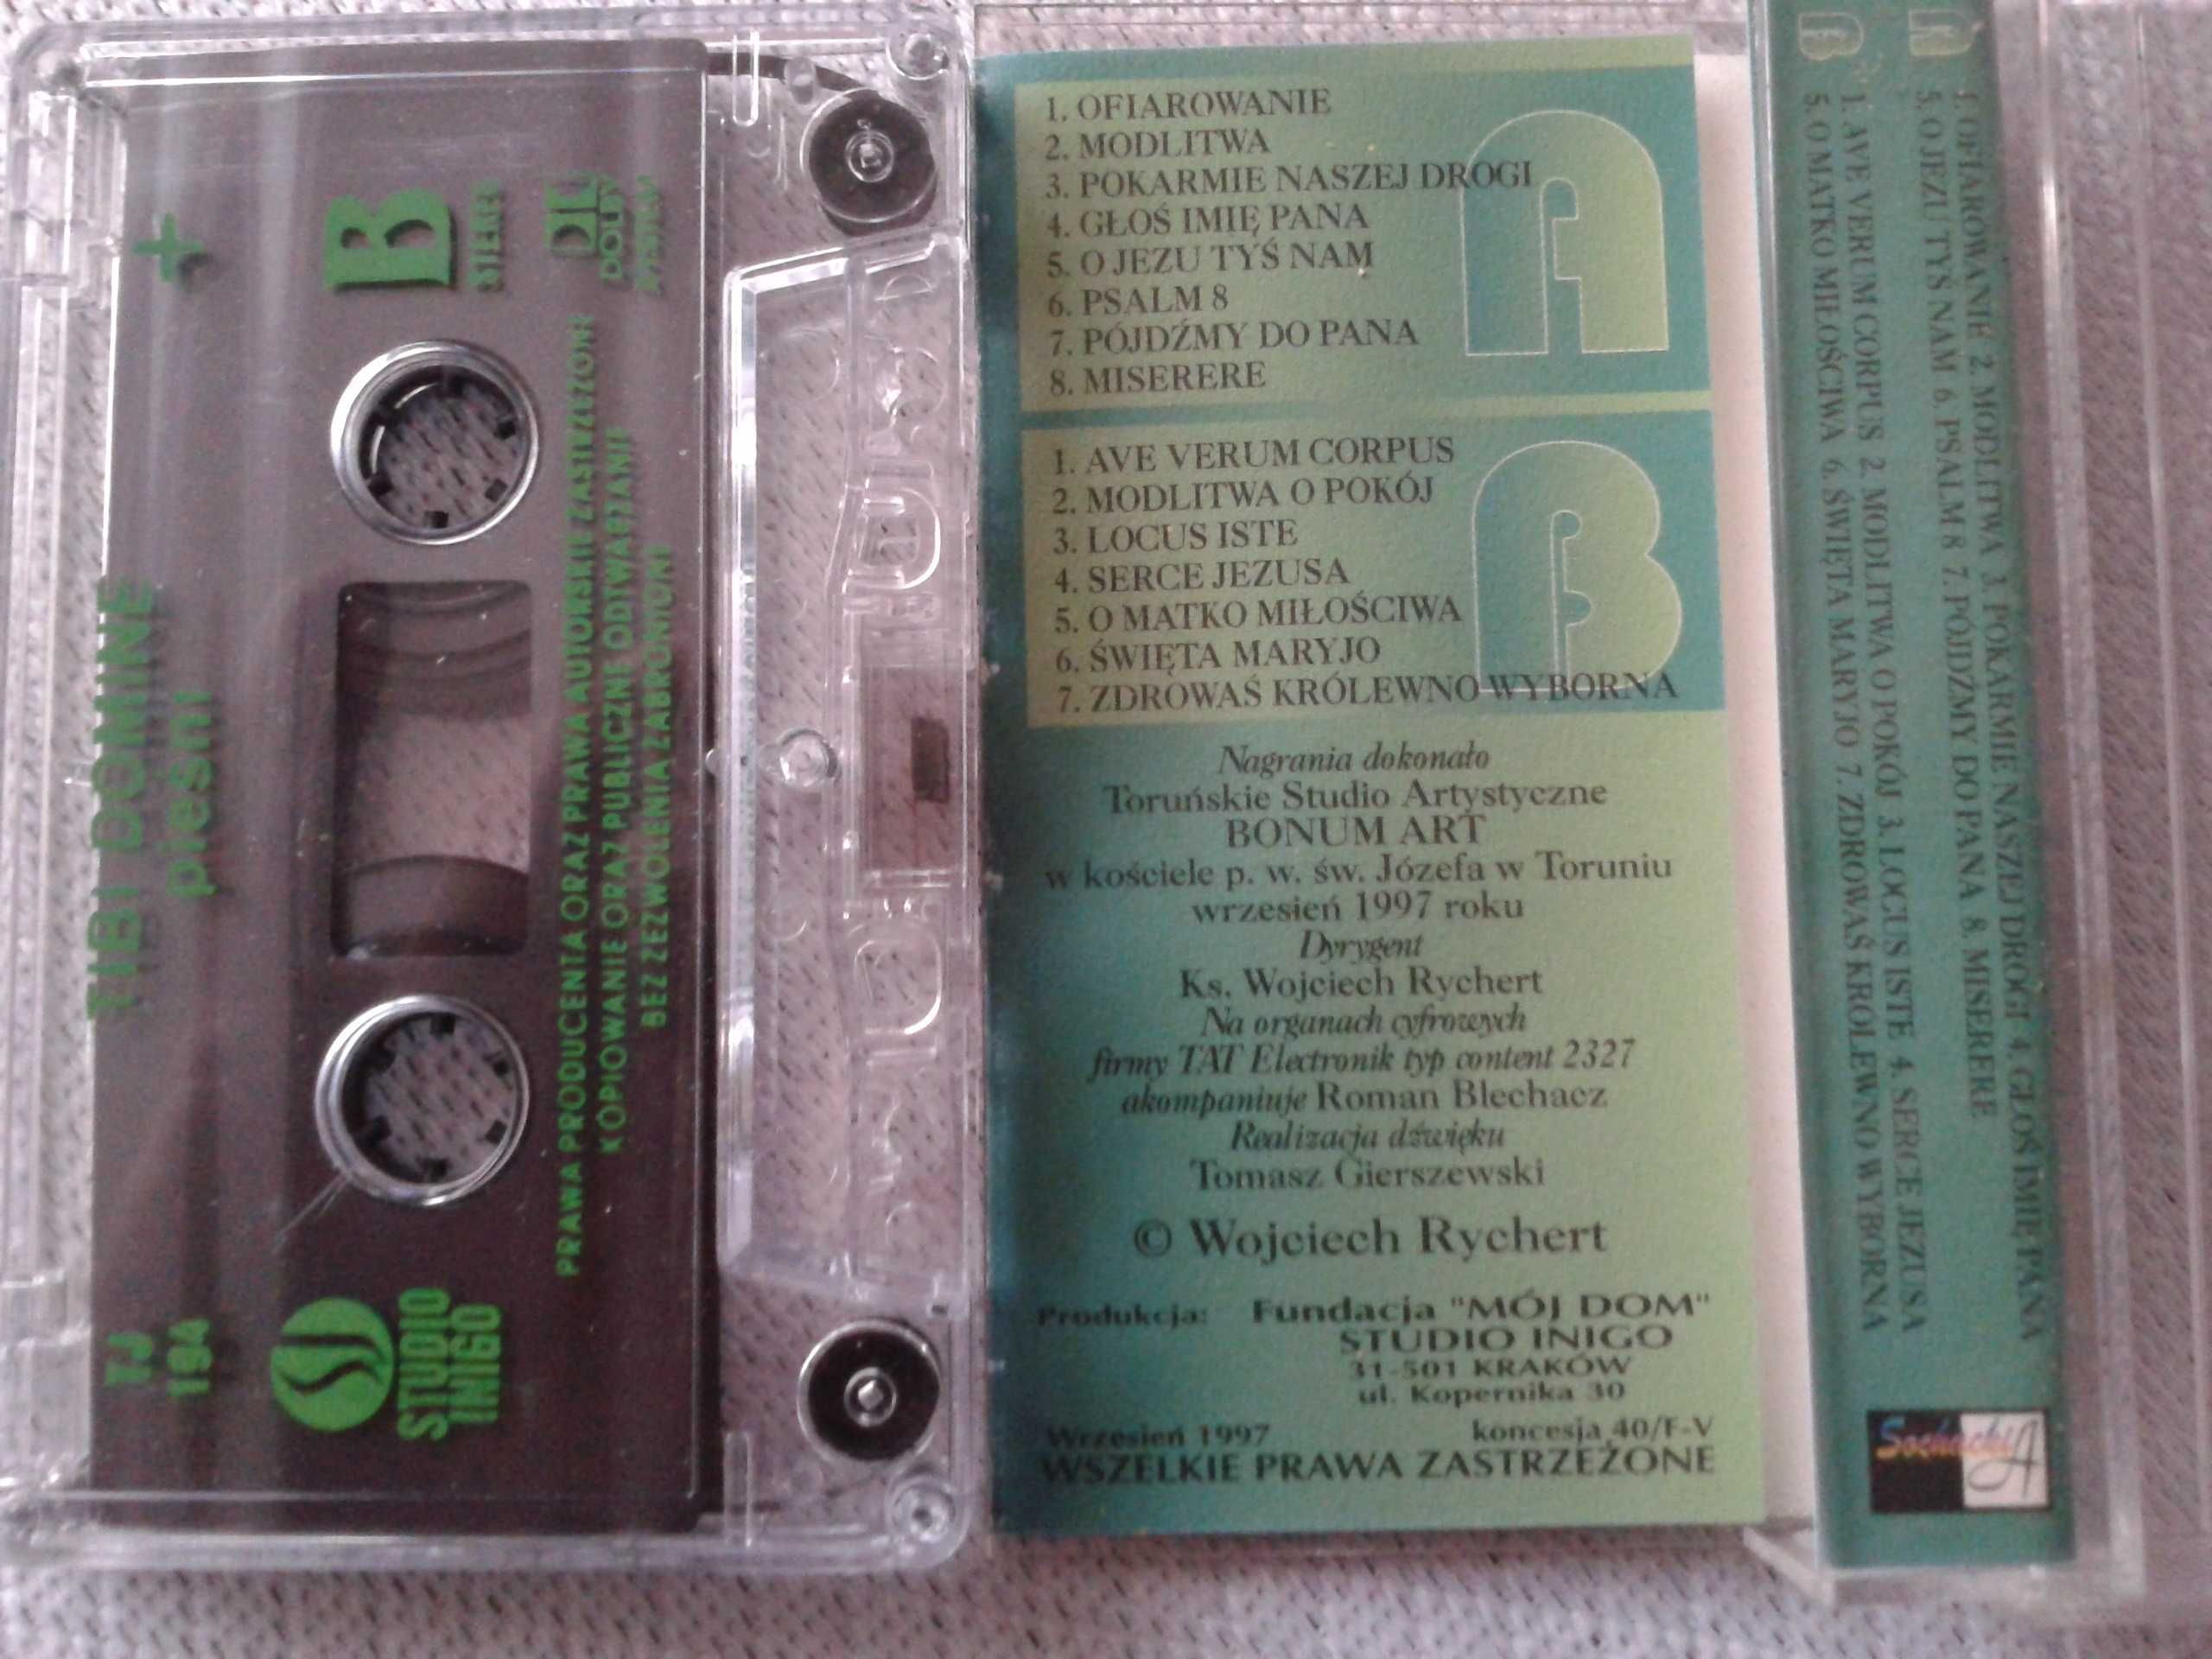 TIBI DOMINE
pieśni
+
B
STEREO
DOLBY
SYSTEM
PRAWA PRODUCENTA ORAZ PRAWA AUTORSKIE ZASTRZEŻONE
KOPIOWANIE ORAZ PUBLICZNE ODTWARZANIE
BEZ ZEZWOLENIA ZABRONIONE
194
STUDIO
INIGO
A
1. OFIAROWANIE
2. MODLITWA
3. POKARMIE NASZEJ DROGI
4. GŁOŚ IMIĘ PANA
5. O JEZU TYŚ NAM
6. PSALM 8
7. PÓJDŹMY DO PANA
8. MISERERE
B
1. AVE VERUM CORPUS
2. MODLITWA O POKÓJ
3. LOCUS ISTE
4. SERCE JEZUSA
5. O MATKO MIŁOŚCIWA
6. ŚWIĘTA MARYJO
7. ZDROWAŚ KRÓLEWNO WYBORNA
Nagrania dokonało
Toruńskie Studio Artystyczne
BONUM ART
w kościele p. w. św. Józefa w Toruniu
wrzesień 1997 roku
Dyrygent
Ks. Wojciech Rychert
Na organach cyfrowych
firmy TAT Electronik typ content 2327
akompaniuje Roman Blechacz
Realizacja dźwięku
Tomasz Gierszewski
© Wojciech Rychert
Produkcja: Fundacja "MÓJ DOM"
STUDIO INIGO
31-501 KRAKÓW
ul. Kopernika 30
Wrzesień 1997 koncesja 40/F-V
WSZELKIE PRAWA ZASTRZEŻONE
1. OFIAROWANIE 2. MODLITWA 3. POKARMIE NASZEJ DROGI 4. GŁOŚ IMIĘ PANA
5. O JEZU TYŚ NAM 6. PSALM 8 7. PÓJDŹMY DO PANA 8. MISERERE
B
1. AVE VERUM CORPUS 2. MODLITWA O POKÓJ 3. LOCUS ISTE 4. SERCE JEZUSA
5. O MATKO MIŁOŚCIWA 6. ŚWIĘTA MARYJO 7. ZDROWAŚ KRÓLEWNO WYBORNA